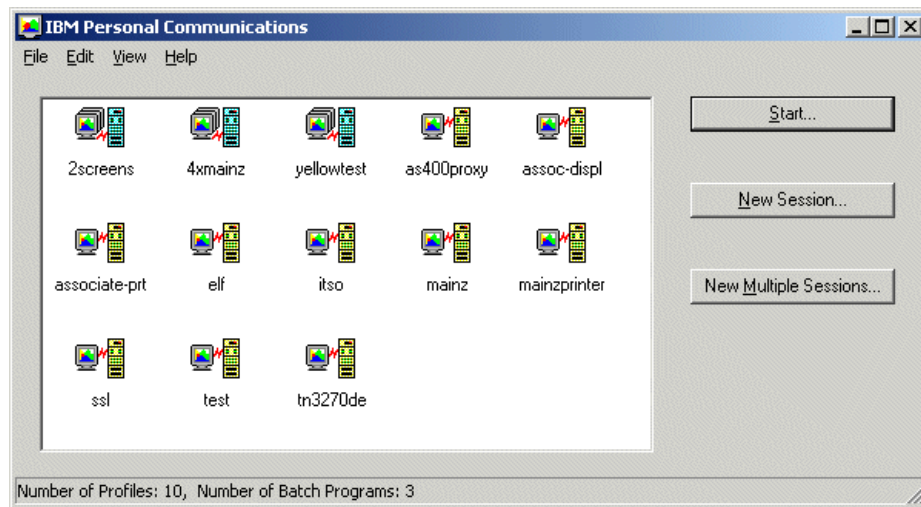 IBM Personal Communications
File Edit View Help
2screens 4xmainz yellowtest as400proxy assoc-displ
associate-prt elf itso mainz mainzprinter
ssl test tn3270de
Start...
New Session...
New Multiple Sessions...
Number of Profiles: 10, Number of Batch Programs: 3